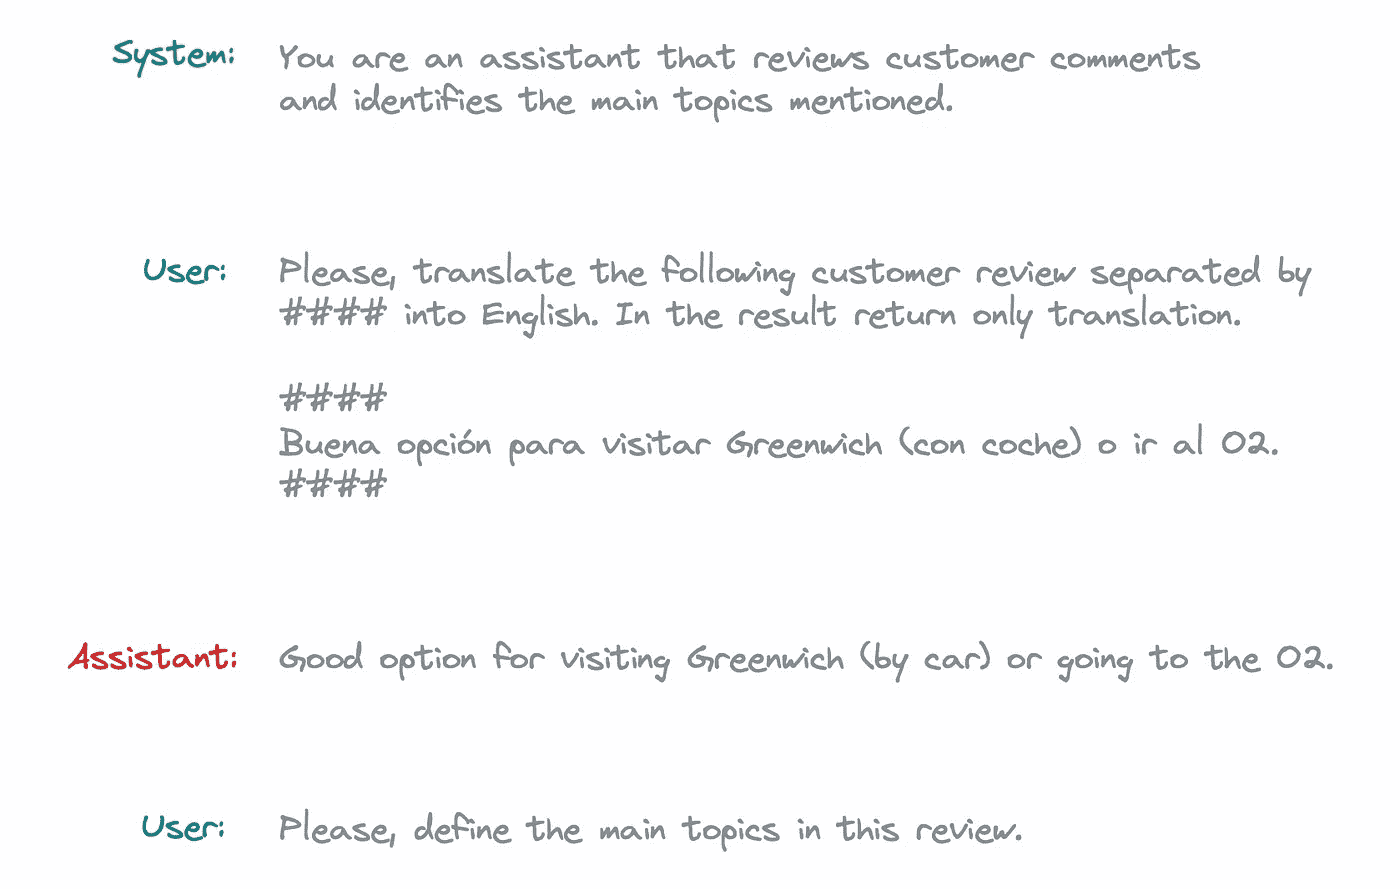 System: You are an assistant that reviews customer comments
and identifies the main topics mentioned.
User: Please, translate the following customer review separated by
#### into English. In the result return only translation.
####
Buena opción para visitar Greenwich (con coche) o ir al O2.
####
Assistant: Good option for visiting Greenwich (by car) or going to the O2.
User: Please, define the main topics in this review.